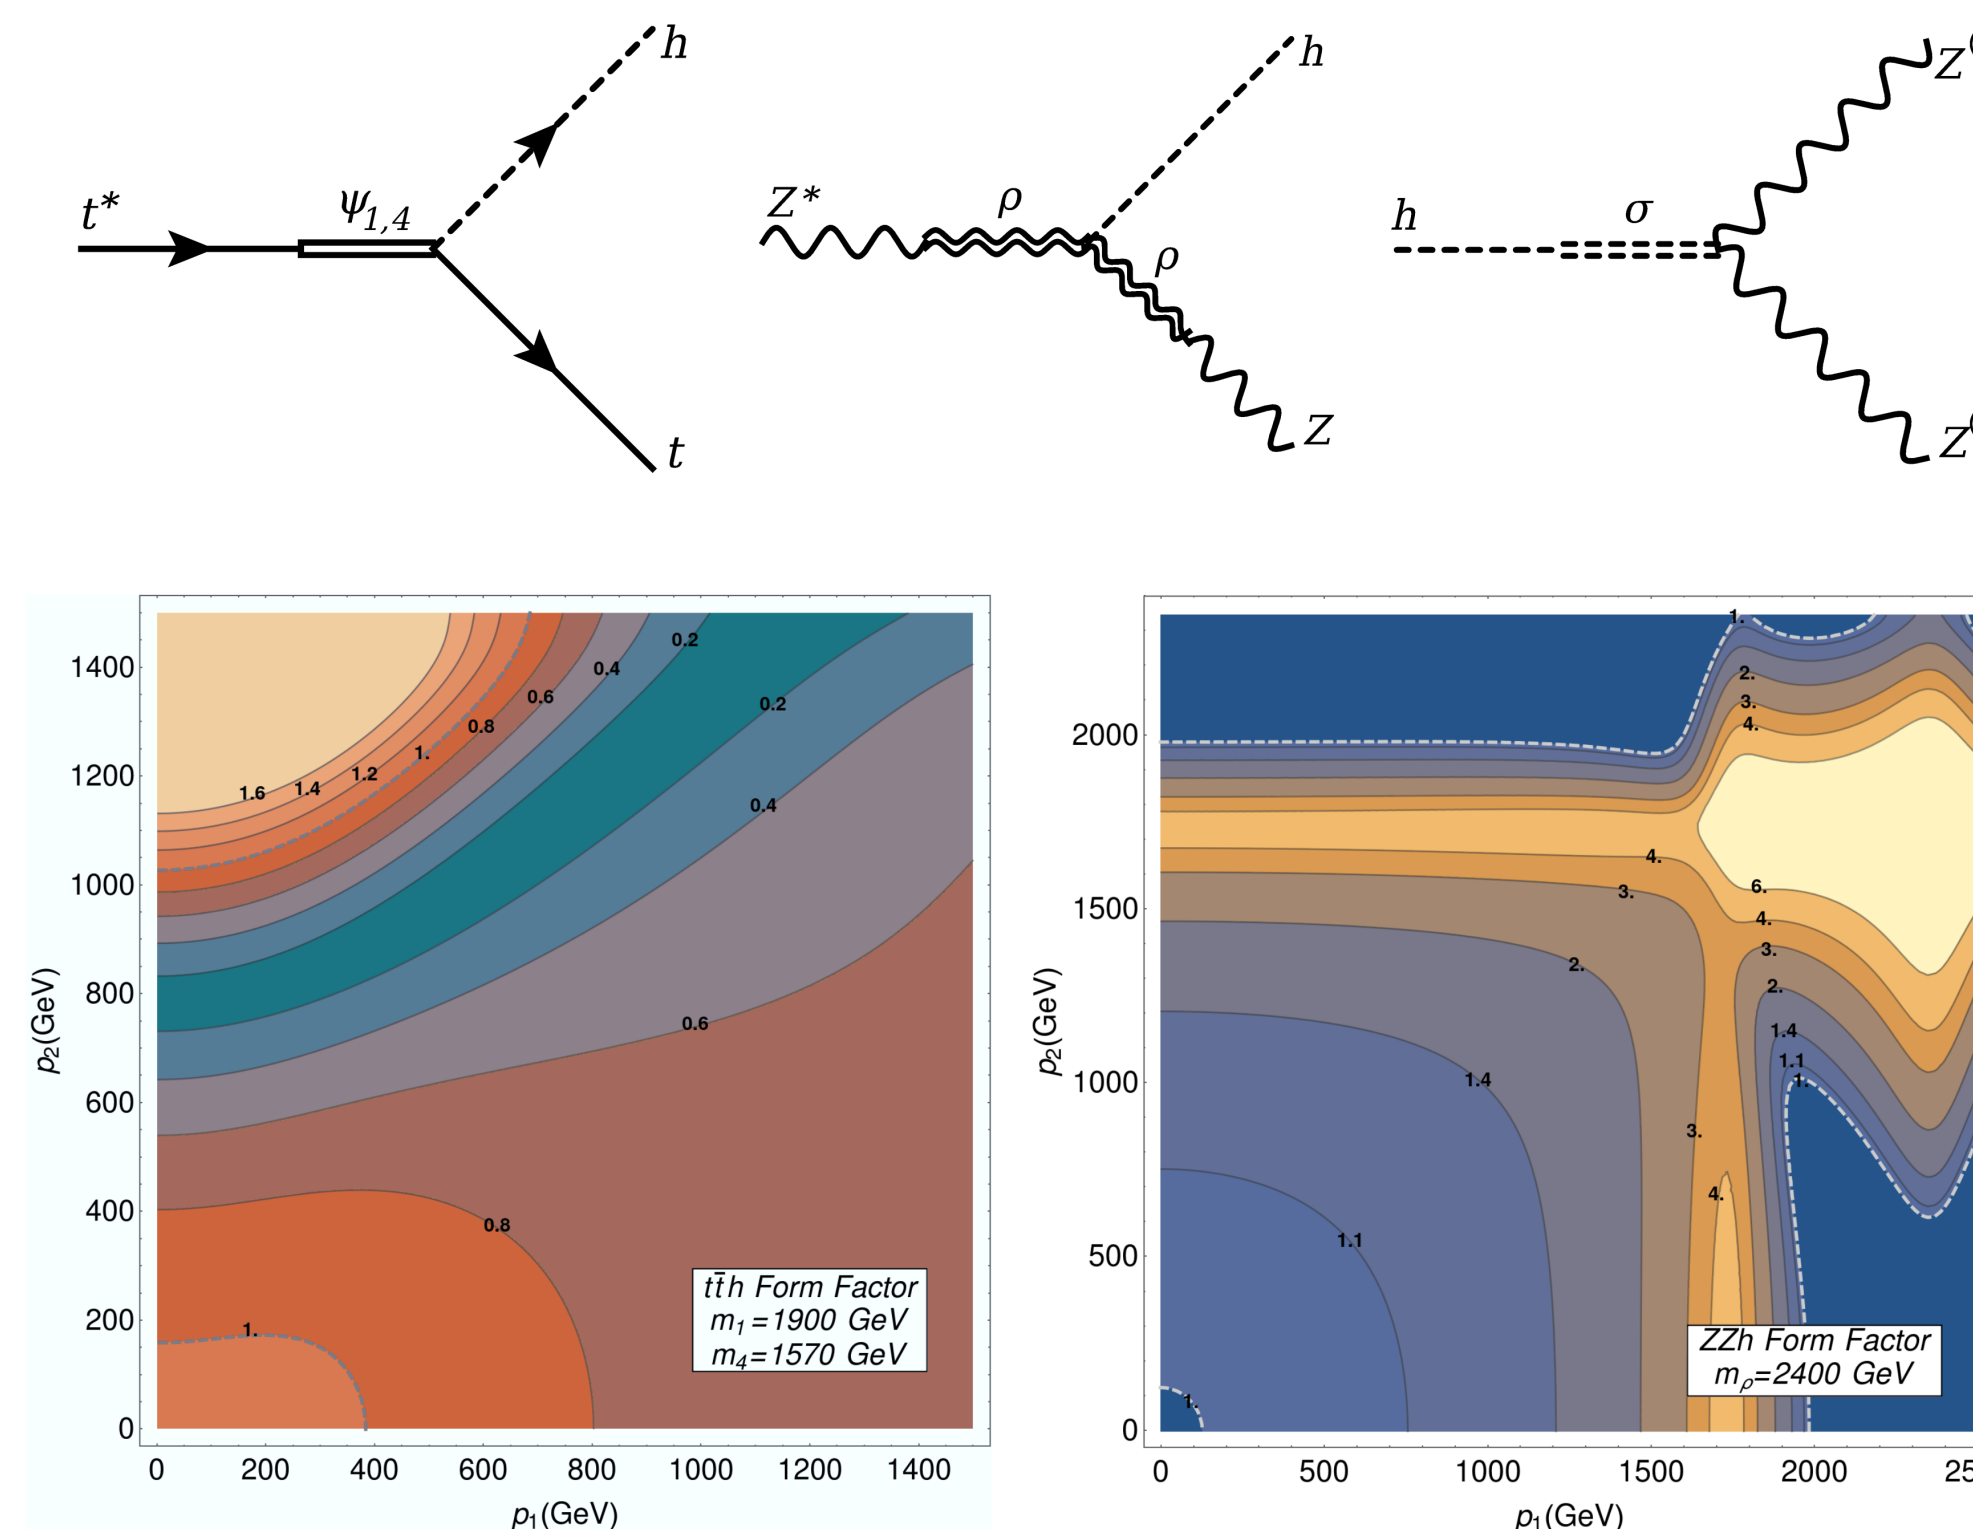 h
t*
ψ1,4
t
h
Z*
ρ
ρ
Z
h
σ
Z
Z
1400
1200
1000
800
600
400
200
0
p2(GeV)
0 200 400 600 800 1000 1200 1400
p1(GeV)
1.6
1.4
1.2
1.
0.8
0.6
0.4
0.2
0.2
0.4
0.6
0.8
1.
tt̄h Form Factor
m1=1900 GeV
m4=1570 GeV
2000
1500
1000
500
0
p2(GeV)
0 500 1000 1500 2000
p1(GeV)
1.
2.
3.
4.
4.
3.
6.
4.
3.
2.
2.
1.4
1.1
1.
1.4
3.
4.
1.1
1.
ZZh Form Factor
mρ=2400 GeV